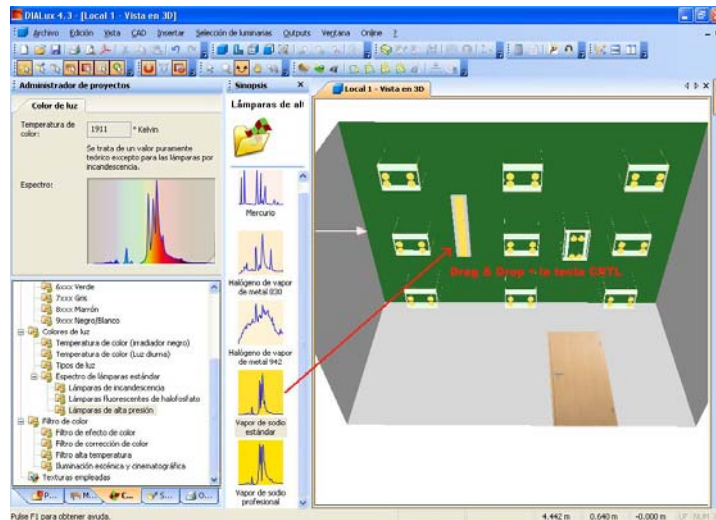 DIALux 4.3 - [Local 1 - Vista en 3D]
Archivo Edición Vista CAD Insertar Selección de luminarias Outputs Ventana Online ?
Administrador de proyectos
Color de luz
Temperatura de color:
1911 ° Kelvin
Se trata de un valor puramente
teórico excepto para las lámparas por
incandescencia.
Espectro:
6xxx Verde
7xxx Gris
8xxx Marrón
9xxx Negro/Blanco
Colores de luz
Temperatura de color (irradiador negro)
Temperatura de color (Luz diurna)
Tipos de luz
Espectro de lámparas estándar
Lámparas de incandescencia
Lámparas fluorescentes de halofosfato
Lámparas de alta presión
Filtro de color
Filtro de efecto de color
Filtro de corrección de color
Filtro alta temperatura
Iluminación escénica y cinematográfica
Texturas empleadas
P... M... C... S... O...
Sinopsis X
Lámparas de alt
Mercurio
Halógeno de vapor
de metal 830
Halógeno de vapor
de metal 942
Vapor de sodio
estándar
Vapor de sodio
profesional
Local 1 - Vista en 3D
Drag & Drop + la tecla CRTL
Pulse F1 para obtener ayuda.
4.442 m 0.640 m -0.000 m UF NUM